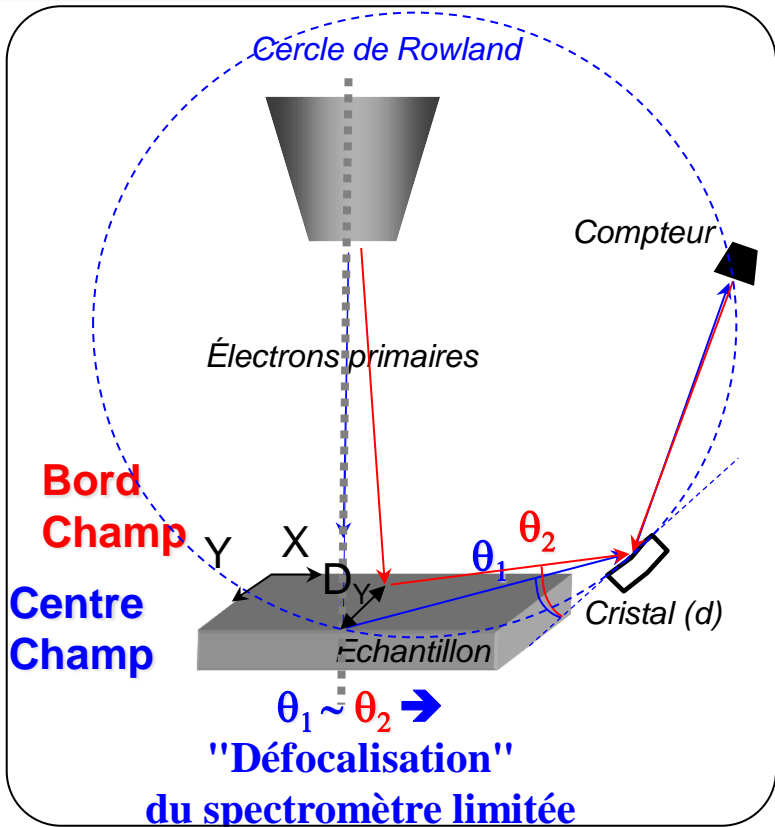 Cercle de Rowland
Compteur
Électrons primaires
Bord
Champ
Y
X
D_Y
θ₁
θ₂
Centre
Champ
Cristal (d)
Echantillon
θ₁ ~ θ₂ ➔
"Défocalisation"
du spectromètre limitée